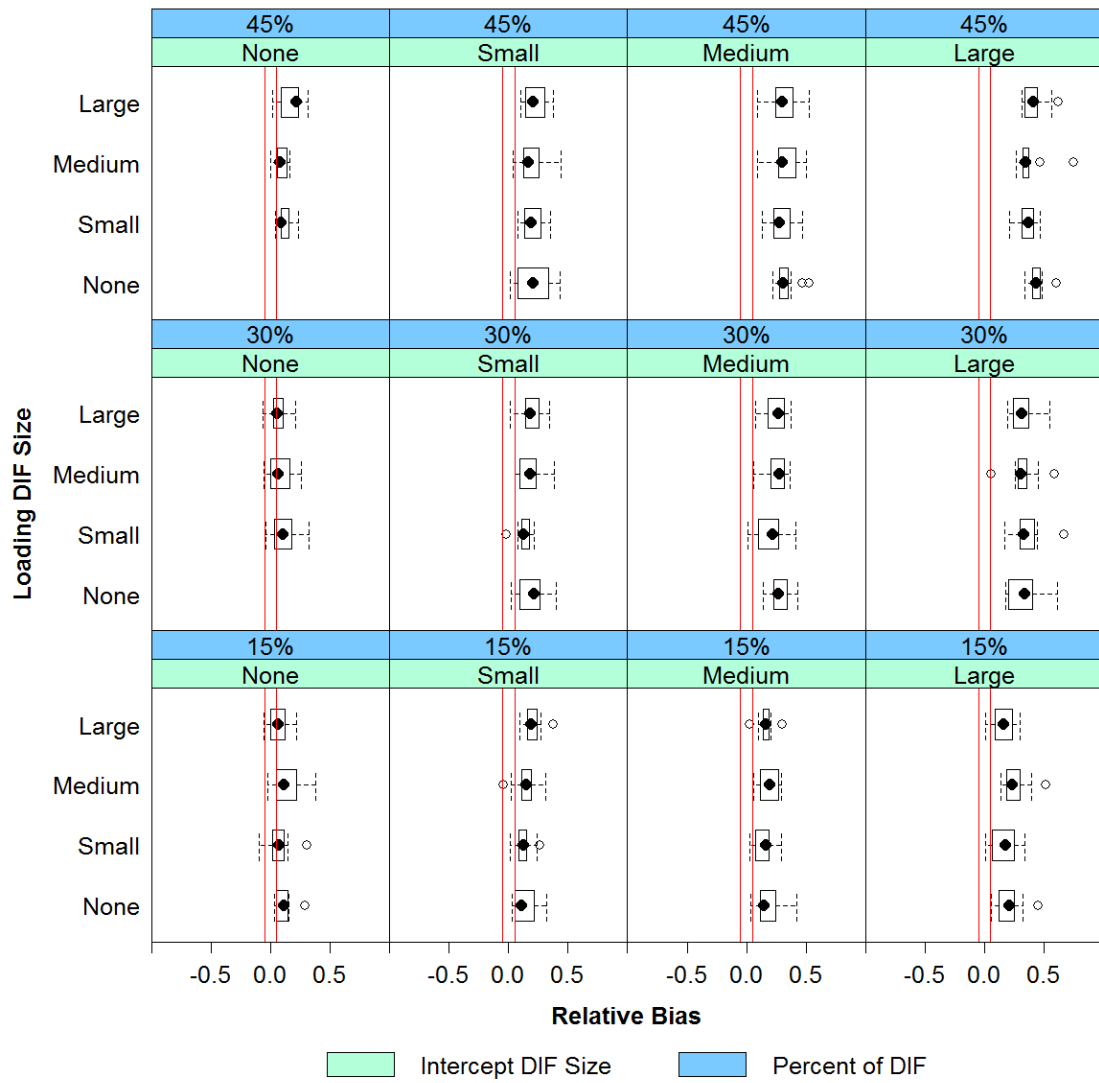 45% 45% 45% 45%
None Small Medium Large
Large
Medium
Small
None
30% 30% 30% 30%
None Small Medium Large
Large
Medium
Small
None
15% 15% 15% 15%
None Small Medium Large
Large
Medium
Small
None
Loading DIF Size
-0.5 0.0 0.5 -0.5 0.0 0.5 -0.5 0.0 0.5 -0.5 0.0 0.5
Relative Bias
Intercept DIF Size Percent of DIF